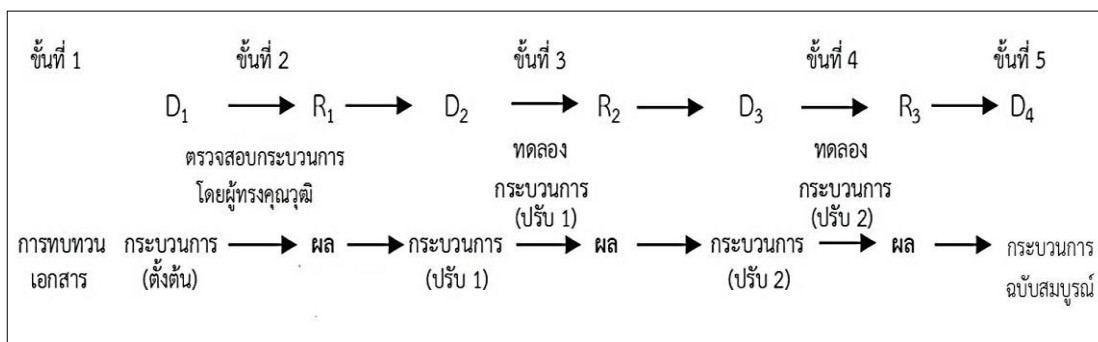 ขั้นที่ 1 ขั้นที่ 2 ขั้นที่ 3 ขั้นที่ 4 ขั้นที่ 5
D1 R1 D2 R2 D3 R3 D4
ตรวจสอบกระบวนการ ทดลอง ทดลอง
โดยผู้ทรงคุณวุฒิ กระบวนการ กระบวนการ
(ปรับ 1) (ปรับ 2)
การทบทวน กระบวนการ ผล กระบวนการ ผล กระบวนการ ผล กระบวนการ
เอกสาร (ตั้งต้น) (ปรับ 1) (ปรับ 2) ฉบับสมบูรณ์